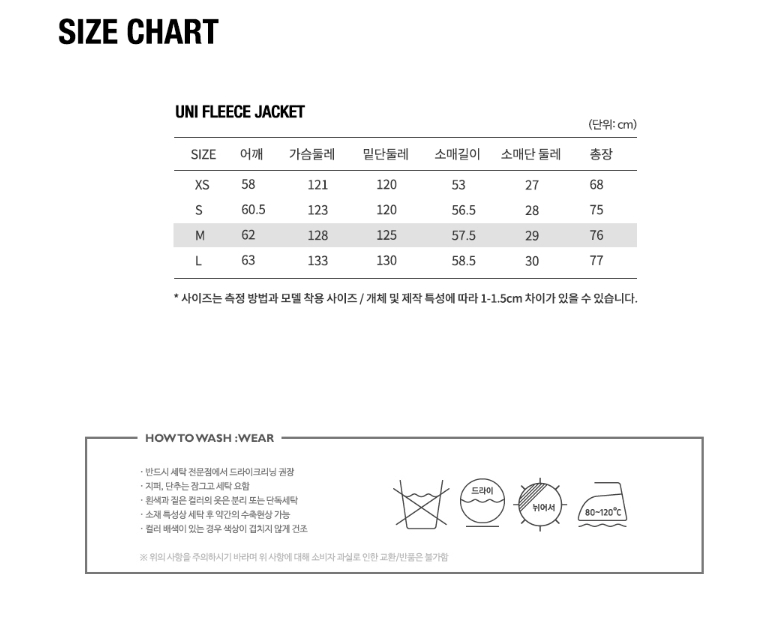 SIZE CHART
UNI FLEECE JACKET
(단위: cm)
SIZE 어깨 가슴둘레 밑단둘레 소매길이 소매단 둘레 총장
XS 58 121 120 53 27 68
S 60.5 123 120 56.5 28 75
M 62 128 125 57.5 29 76
L 63 133 130 58.5 30 77
* 사이즈는 측정 방법과 모델 착용 사이즈 / 개체 및 제작 특성에 따라 1-1.5cm 차이가 있을 수 있습니다.
HOW TO WASH : WEAR
· 반드시 세탁 전문점에서 드라이크리닝 권장
· 지퍼, 단추는 잠그고 세탁 요함
· 흰색과 짙은 컬러의 옷은 분리 또는 단독세탁
· 소재 특성상 세탁 후 약간의 수축현상 가능
· 컬러 배색이 있는 경우 색상이 겹치지 않게 건조
드라이
뉘어서
80~120°C
※ 위의 사항을 주의하시기 바라며 위 사항에 대해 소비자 과실로 인한 교환/반품은 불가함